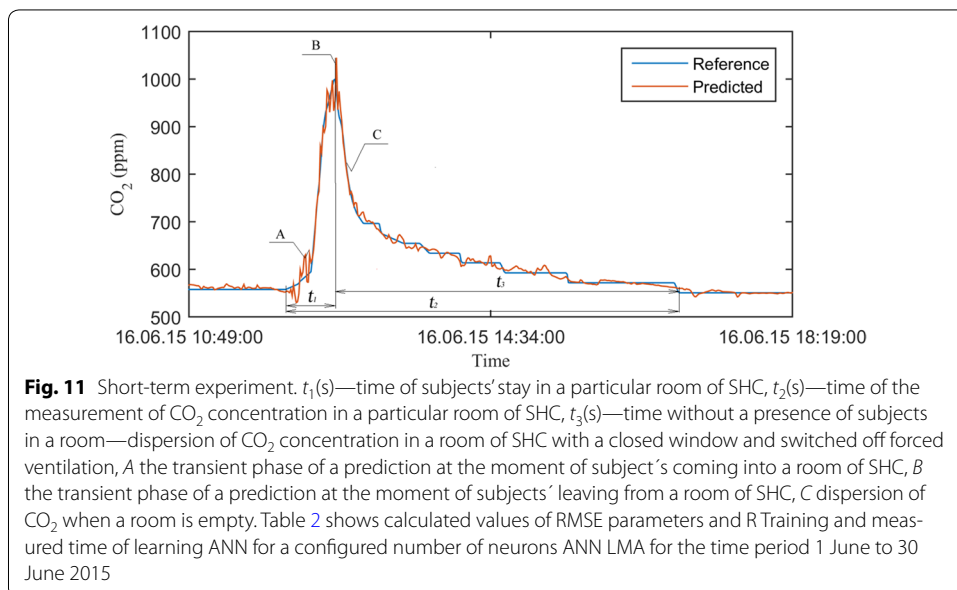 1100
1000
900
800
700
600
500
CO2 (ppm)
B
C
A
t1
t3
t2
Reference
Predicted
16.06.15 10:49:00
16.06.15 14:34:00
16.06.15 18:19:00
Time
Fig. 11 Short-term experiment. t1(s)—time of subjects' stay in a particular room of SHC, t2(s)—time of the
measurement of CO2 concentration in a particular room of SHC, t3(s)—time without a presence of subjects
in a room—dispersion of CO2 concentration in a room of SHC with a closed window and switched off forced
ventilation, A the transient phase of a prediction at the moment of subject´s coming into a room of SHC, B
the transient phase of a prediction at the moment of subjects´ leaving from a room of SHC, C dispersion of
CO2 when a room is empty. Table 2 shows calculated values of RMSE parameters and R Training and meas-
ured time of learning ANN for a configured number of neurons ANN LMA for the time period 1 June to 30
June 2015